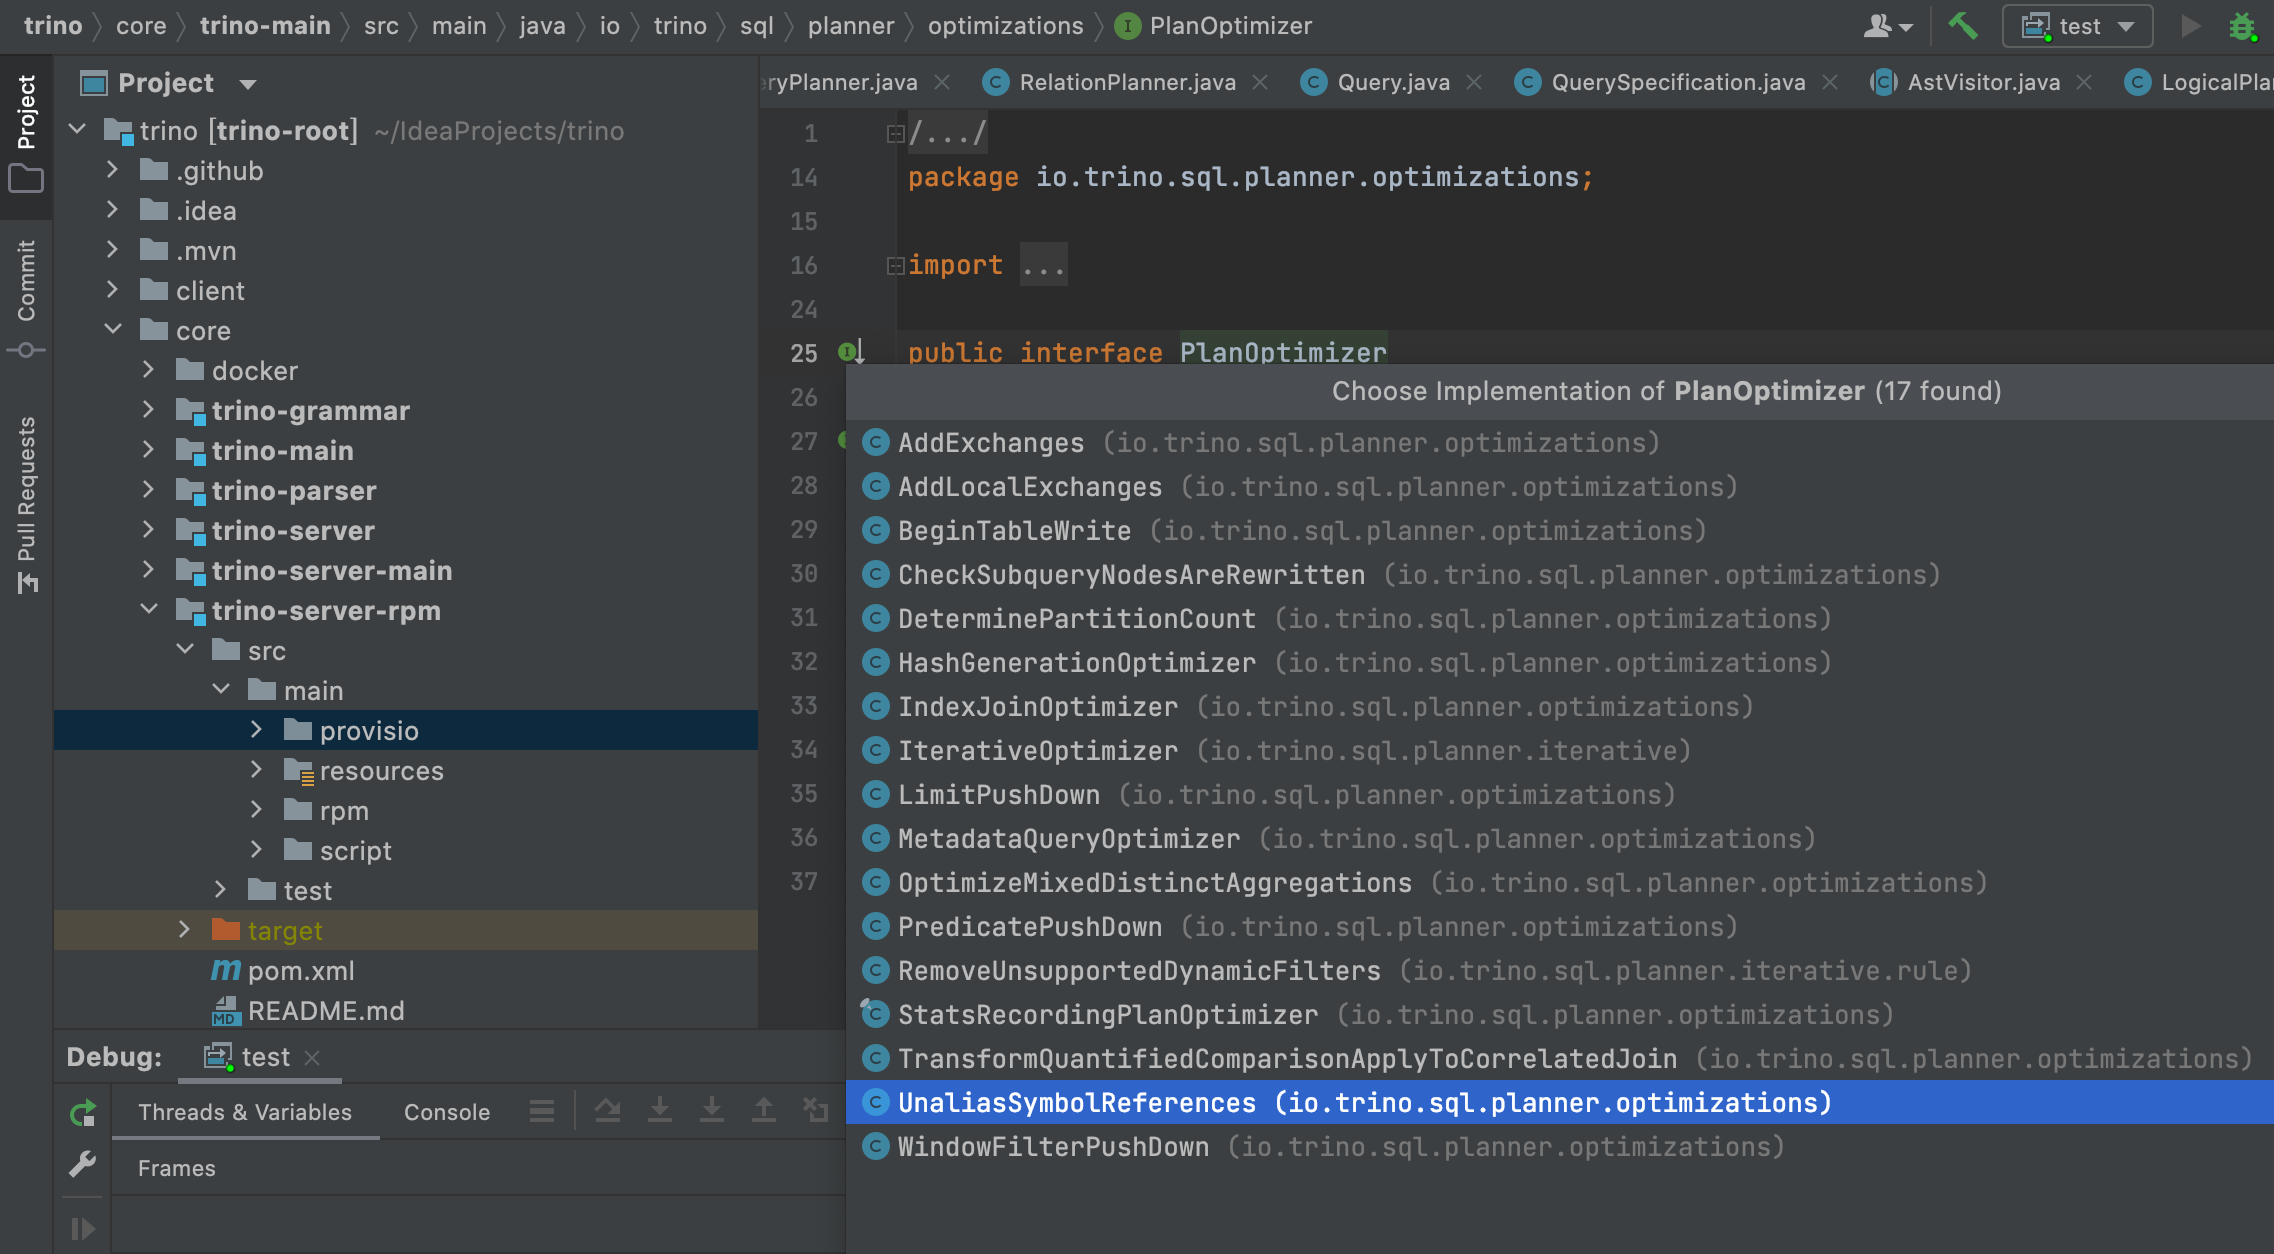 trino core trino-main src main java io trino sql planner optimizations PlanOptimizer
test
Project
Commit
Pull Requests
Project
trino [trino-root] ~/IdeaProjects/trino
.github
.idea
.mvn
client
core
docker
trino-grammar
trino-main
trino-parser
trino-server
trino-server-main
trino-server-rpm
src
main
provisio
resources
rpm
script
test
target
pom.xml
README.md
ryPlanner.java RelationPlanner.java Query.java QuerySpecification.java AstVisitor.java LogicalPla
1 /.../
14 package io.trino.sql.planner.optimizations;
15
16 import ...
24
25 public interface PlanOptimizer
26
27
28
29
30
31
32
33
34
35
36
37
Choose Implementation of PlanOptimizer (17 found)
AddExchanges (io.trino.sql.planner.optimizations)
AddLocalExchanges (io.trino.sql.planner.optimizations)
BeginTableWrite (io.trino.sql.planner.optimizations)
CheckSubqueryNodesAreRewritten (io.trino.sql.planner.optimizations)
DeterminePartitionCount (io.trino.sql.planner.optimizations)
HashGenerationOptimizer (io.trino.sql.planner.optimizations)
IndexJoinOptimizer (io.trino.sql.planner.optimizations)
IterativeOptimizer (io.trino.sql.planner.iterative)
LimitPushDown (io.trino.sql.planner.optimizations)
MetadataQueryOptimizer (io.trino.sql.planner.optimizations)
OptimizeMixedDistinctAggregations (io.trino.sql.planner.optimizations)
PredicatePushDown (io.trino.sql.planner.optimizations)
RemoveUnsupportedDynamicFilters (io.trino.sql.planner.iterative.rule)
StatsRecordingPlanOptimizer (io.trino.sql.planner.optimizations)
TransformQuantifiedComparisonApplyToCorrelatedJoin (io.trino.sql.planner.optimizations)
UnaliasSymbolReferences (io.trino.sql.planner.optimizations)
WindowFilterPushDown (io.trino.sql.planner.optimizations)
Debug: test
Threads & Variables Console
Frames